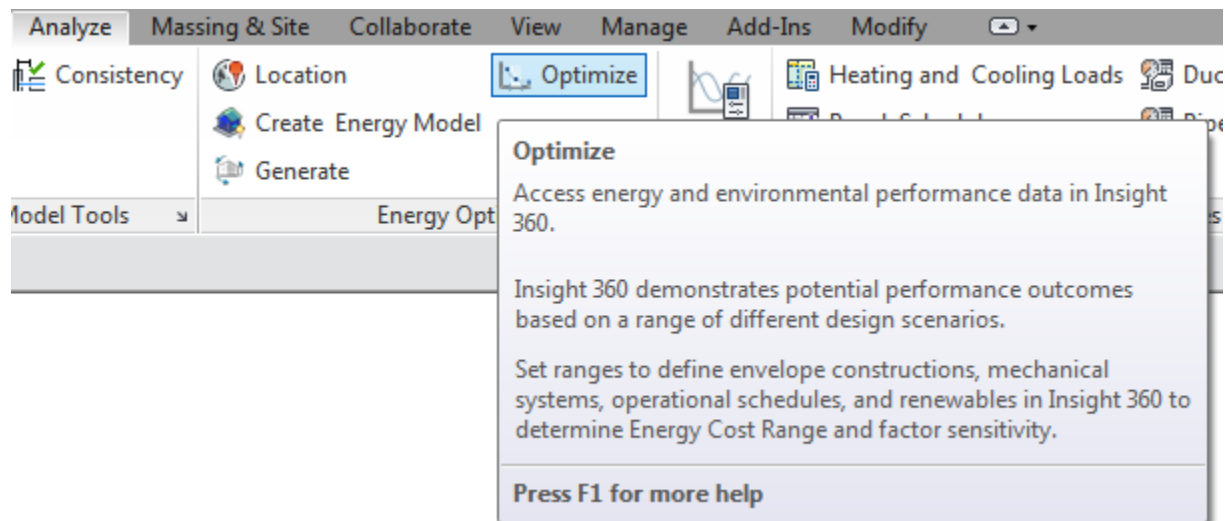 Analyze Massing & Site Collaborate View Manage Add-Ins Modify
Consistency Location Optimize Heating and Cooling Loads Duc
Create Energy Model
Generate
Model Tools Energy Opt
Optimize
Access energy and environmental performance data in Insight
360.
Insight 360 demonstrates potential performance outcomes
based on a range of different design scenarios.
Set ranges to define envelope constructions, mechanical
systems, operational schedules, and renewables in Insight 360 to
determine Energy Cost Range and factor sensitivity.
Press F1 for more help